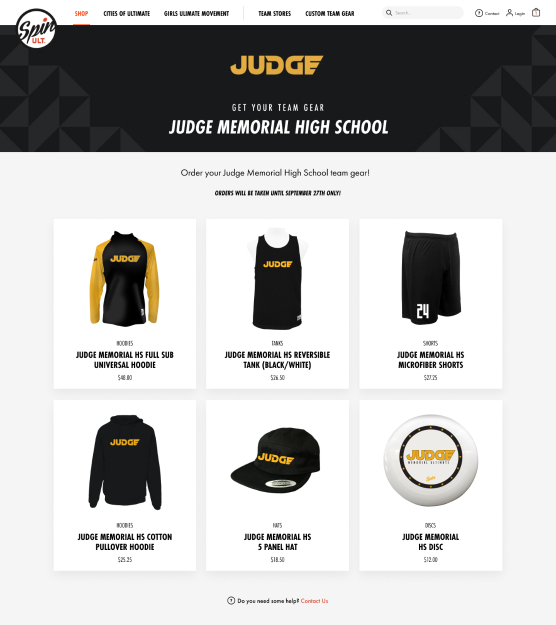 Spin
ULT.
SHOP
CITIES OF ULTIMATE
GIRLS ULIMATE MOVEMENT
TEAM STORES
CUSTOM TEAM GEAR
Search...
Contact
Login
JUDGE
GET YOUR TEAM GEAR
JUDGE MEMORIAL HIGH SCHOOL
Order your Judge Memorial High School team gear!
ORDERS WILL BE TAKEN UNTIL SEPTEMBER 27TH ONLY!
JUDGE
JUDGE
24
HOODIES
TANKS
SHORTS
JUDGE MEMORIAL HS FULL SUB
UNIVERSAL HOODIE
JUDGE MEMORIAL HS REVERSIBLE
TANK (BLACK/WHITE)
JUDGE MEMORIAL HS
MICROFIBER SHORTS
$48.00
$26.50
$27.25
JUDGE
JUDGE
JUDGE
MEMORIAL ULTIMATE
Spin
HOODIES
HATS
DISCS
JUDGE MEMORIAL HS COTTON
PULLOVER HOODIE
JUDGE MEMORIAL HS
5 PANEL HAT
JUDGE MEMORIAL
HS DISC
$25.25
$18.50
$12.00
Do you need some help? Contact Us